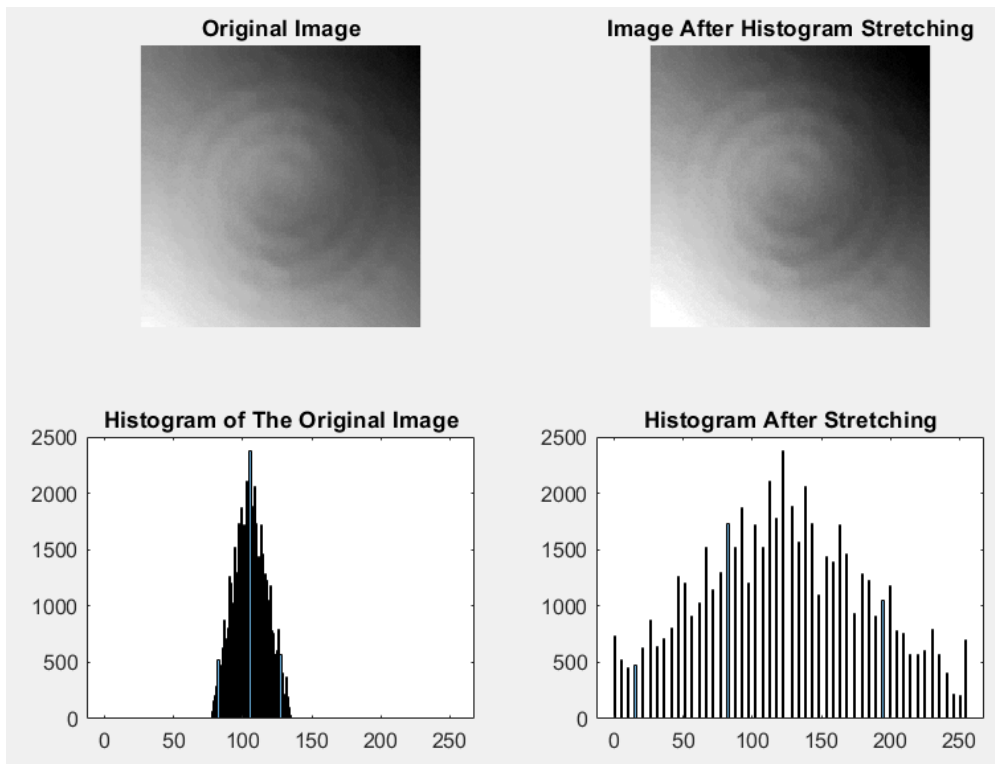 Original Image
Image After Histogram Stretching
Histogram of The Original Image
2500
2000
1500
1000
500
0
0 50 100 150 200 250
Histogram After Stretching
2500
2000
1500
1000
500
0
0 50 100 150 200 250